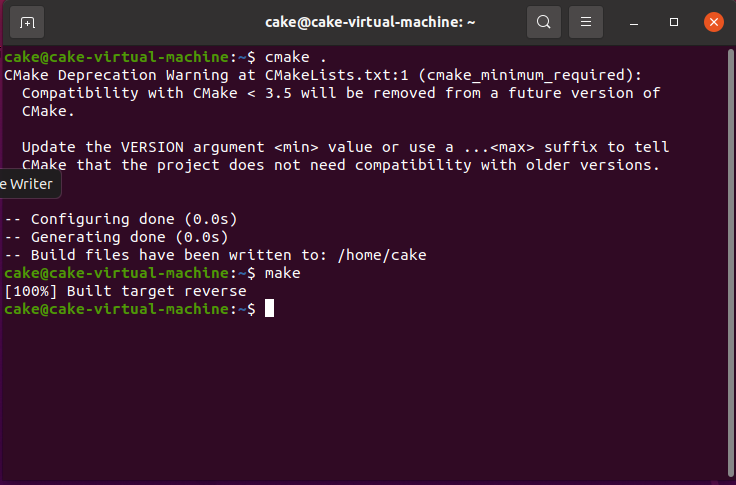 cake@cake-virtual-machine: ~
cake@cake-virtual-machine:~$ cmake .
CMake Deprecation Warning at CMakeLists.txt:1 (cmake_minimum_required):
  Compatibility with CMake < 3.5 will be removed from a future version of
  CMake.

  Update the VERSION argument <min> value or use a ...<max> suffix to tell
  CMake that the project does not need compatibility with older versions.
e Writer

-- Configuring done (0.0s)
-- Generating done (0.0s)
-- Build files have been written to: /home/cake
cake@cake-virtual-machine:~$ make
[100%] Built target reverse
cake@cake-virtual-machine:~$